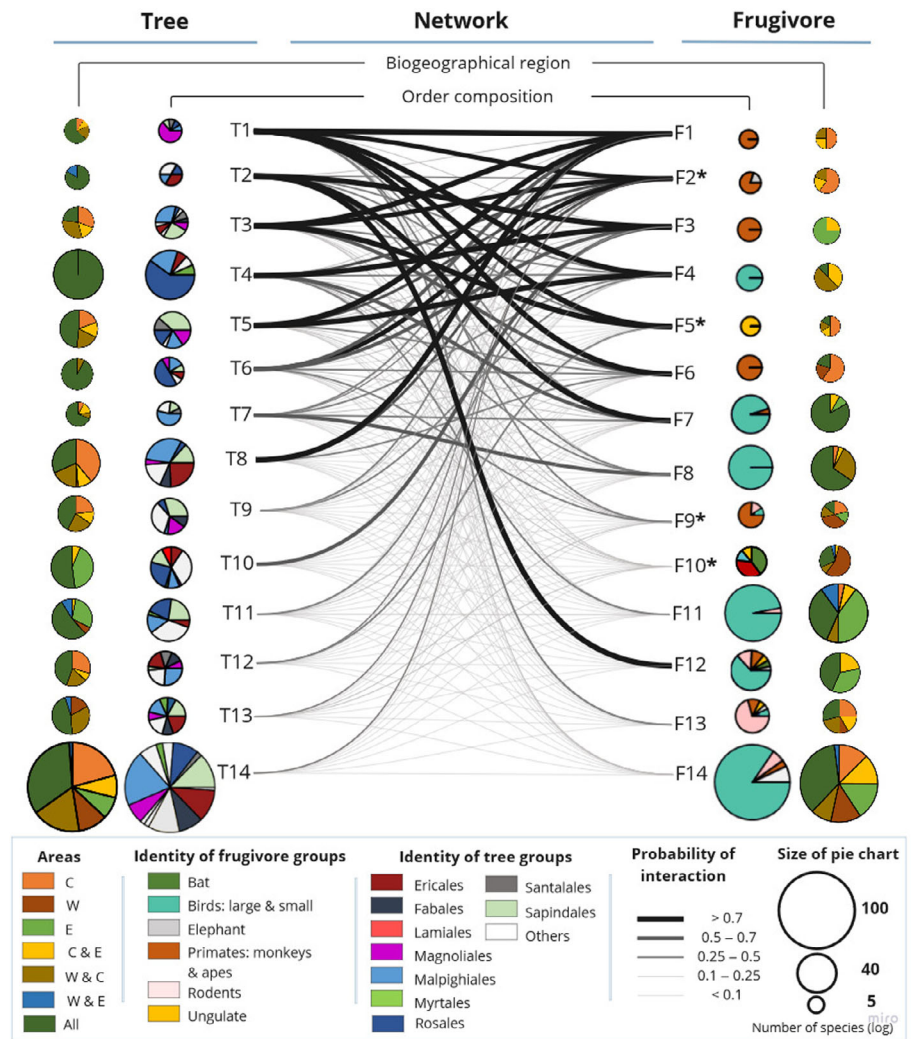 Tree
Network
Frugivore
Biogeographical region
Order composition
T1
T2
T3
T4
T5
T6
T7
T8
T9
T10
T11
T12
T13
T14
F1
F2*
F3
F4
F5*
F6
F7
F8
F9*
F10*
F11
F12
F13
F14
Areas
C
W
E
C & E
W & C
W & E
All
Identity of frugivore groups
Bat
Birds: large & small
Elephant
Primates: monkeys
& apes
Rodents
Ungulate
Identity of tree groups
Ericales
Fabales
Lamiales
Magnoliales
Malpighiales
Myrtales
Rosales
Santalales
Sapindales
Others
Probability of
interaction
> 0.7
0.5 – 0.7
0.25 – 0.5
0.1 – 0.25
< 0.1
Size of pie chart
100
40
5
miro
Number of species (log)